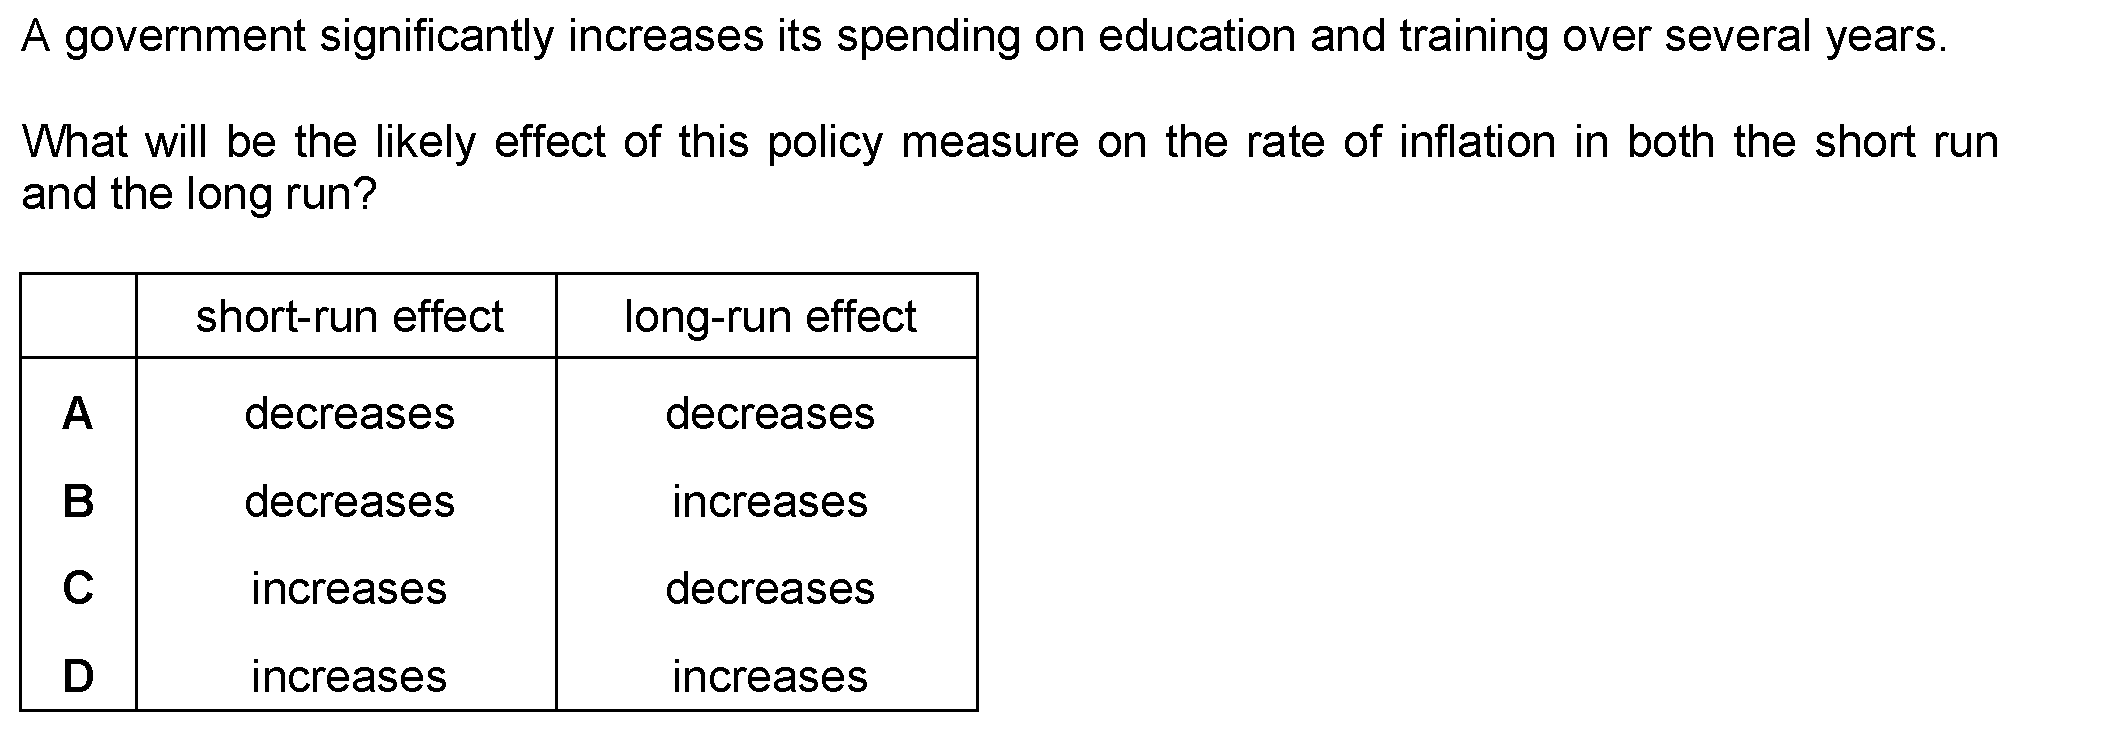 A government significantly increases its spending on education and training over several years.
What will be the likely effect of this policy measure on the rate of inflation in both the short run
and the long run?
short-run effect long-run effect
A decreases decreases
B decreases increases
C increases decreases
D increases increases